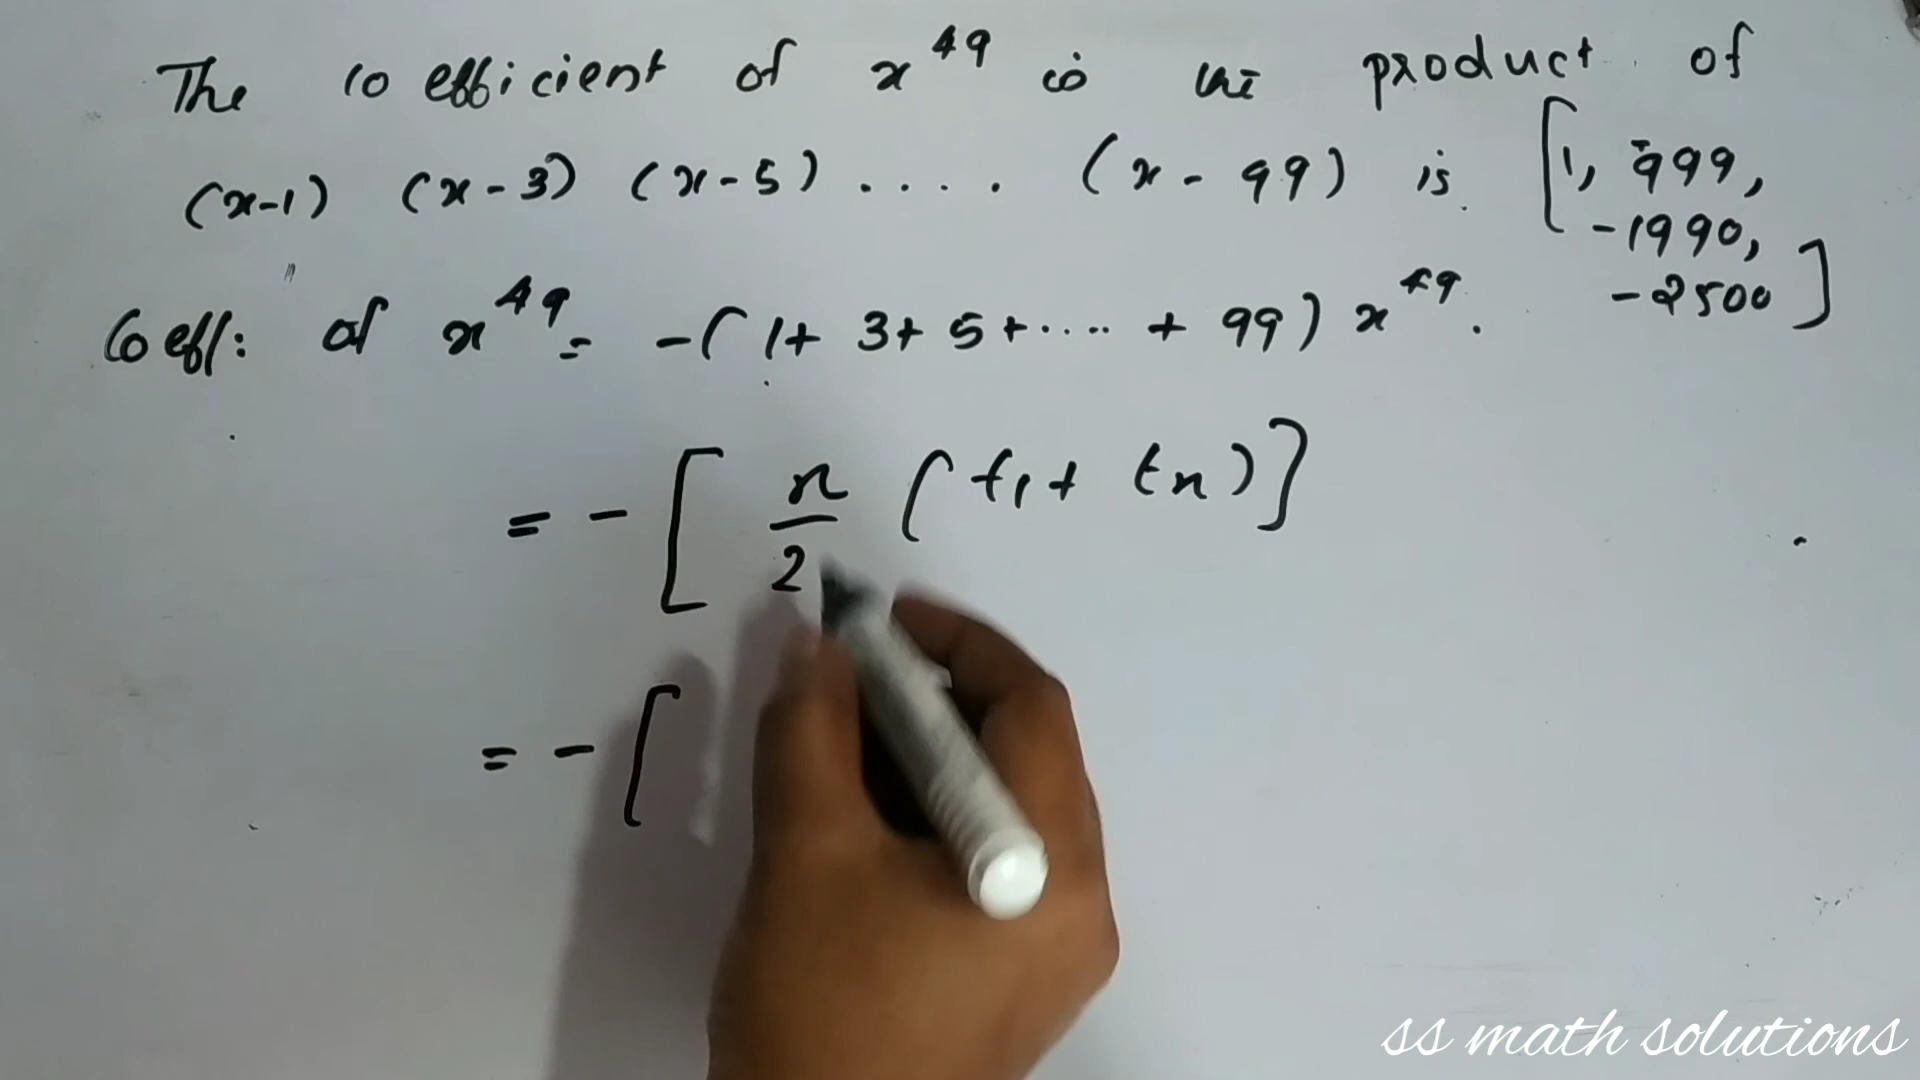 The coefficient of x^49 is the product of
(x-1) (x-3) (x-5) .... (x-99) is [1, -999,
-1990,
-2500]
Coeff: of x^49 = -(1+3+5+....+99) x^49.
= - [ n/2 (t1 + tn) ]
= - [
ss math solutions